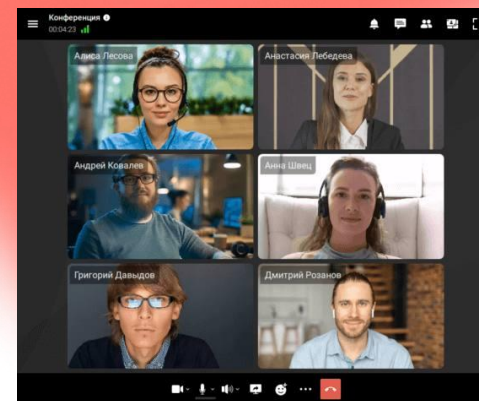 Конференция
00:04:23
Алиса Лесова
Анастасия Лебедева
Андрей Ковалев
Анна Швец
Григорий Давыдов
Дмитрий Розанов